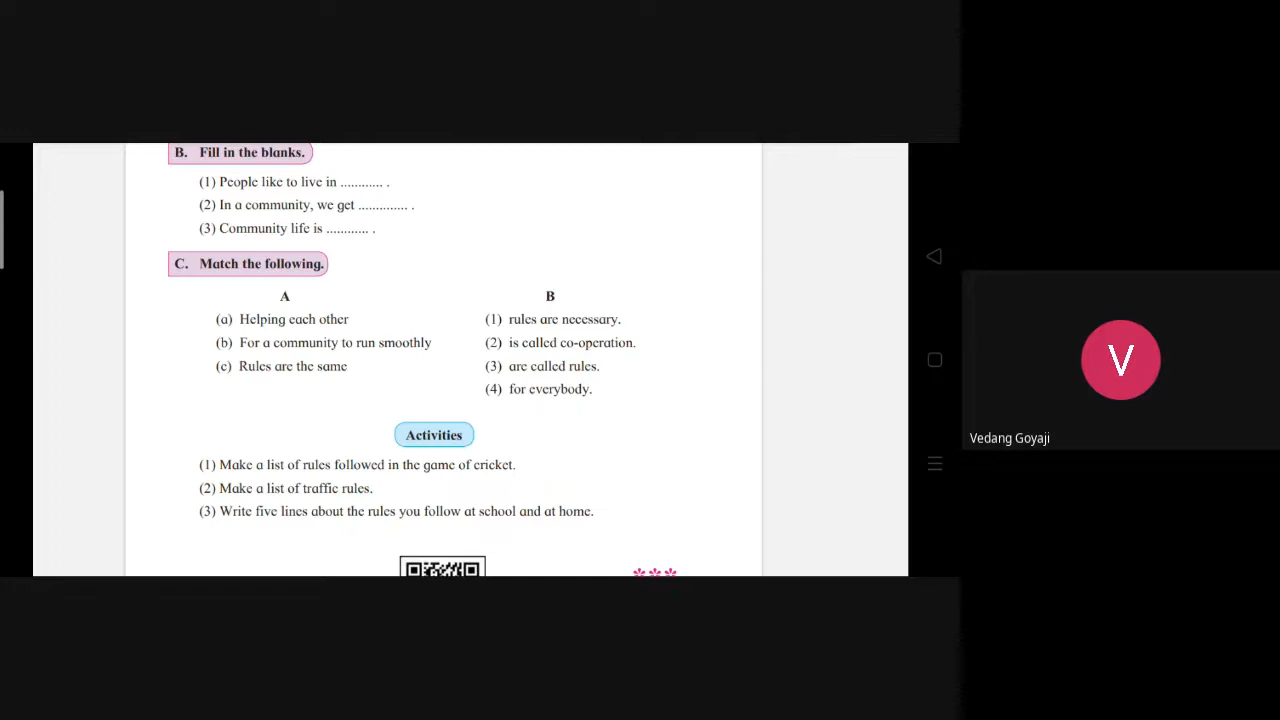 B. Fill in the blanks.
(1) People like to live in ............ .
(2) In a community, we get .............. .
(3) Community life is ............ .
C. Match the following.
A B
(a) Helping each other (1) rules are necessary.
(b) For a community to run smoothly (2) is called co-operation.
(c) Rules are the same (3) are called rules.
(4) for everybody.
Activities
(1) Make a list of rules followed in the game of cricket.
(2) Make a list of traffic rules.
(3) Write five lines about the rules you follow at school and at home.
***
V
Vedang Goyaji